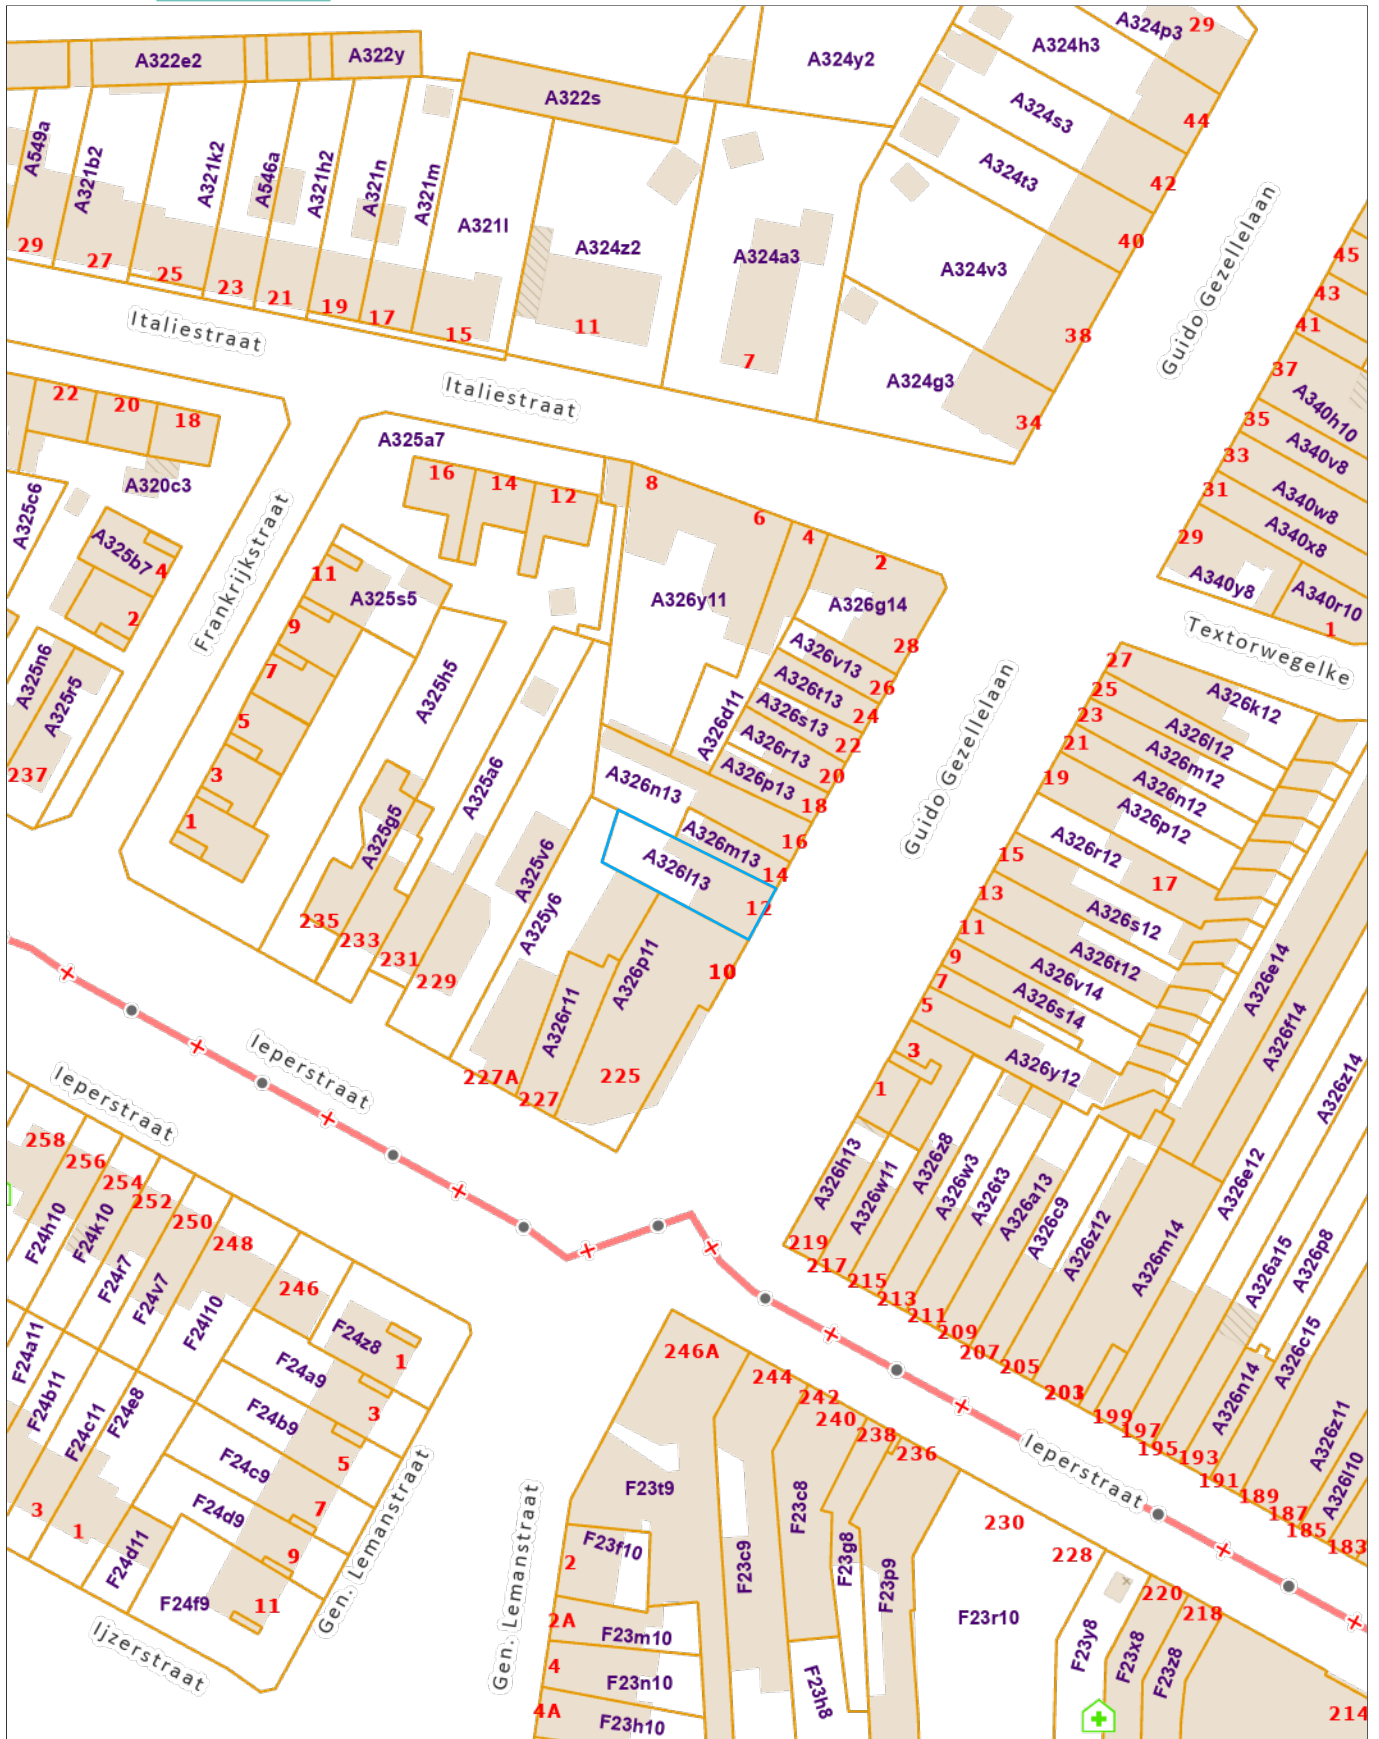 A324p3
29
A324h3
A322e2
A322y
A324y2
A322s
A324s3
44
A549a
A321b2
A321k2
A546a
A321h2
A321n
A321m
A324t3
42
A321l
A324z2
A324a3
40
A324v3
Guido Gezellelaan
45
29
27
25
23
21
19
17
15
11
7
38
43
41
Italiestraat
Italiestraat
A324g3
34
37
A340h10
35
A340v8
33
A340w8
31
A340x8
29
A340y8
A340r10
1
Textorwegelke
22
20
18
A320c3
A325c6
A325b7
4
2
Frankrijkstraat
A325a7
16
14
12
8
6
4
2
11
A325s5
9
7
5
3
1
A325h5
A326y11
A326g14
28
A326v13
26
A326t13
24
A326s13
22
A326r13
20
A326p13
18
A326d11
A326n13
16
A326m13
14
A326l13
12
10
A325n6
A325r5
237
A325g5
A325a6
A325v6
A325y6
235
233
231
229
A326p11
A326r11
227A
227
225
Guido Gezellelaan
27
A326k12
25
A326l12
23
A326m12
21
A326n12
19
A326p12
A326r12
15
17
13
A326s12
11
A326t12
9
A326v14
7
A326s14
5
3
A326y12
1
A326e14
A326f14
A326z14
Ieperstraat
Ieperstraat
A326h13
A326w11
A326z8
A326w3
A326t3
A326a13
A326c9
A326z12
A326m14
A326e12
A326a15
A326p8
A326c15
A326n14
A326z11
A326l10
219
217
215
213
211
209
207
205
203
199
197
195
193
191
189
187
185
183
258
256
254
252
250
248
246
F24h10
F24k10
F24r7
F24v7
F24l10
F24z8
1
F24a9
3
F24b9
5
F24c9
7
F24d9
9
F24f9
11
F24a11
F24b11
F24c11
F24e8
F24d11
3
1
Ijzerstraat
Gen. Lemanstraat
Gen. Lemanstraat
246A
244
242
240
238
236
Ieperstraat
F23t9
F23c8
F23f10
2
F23c9
F23g8
F23p9
2A
F23m10
4
F23n10
4A
F23h10
F23h8
230
228
F23r10
220
218
F23y8
F23x8
F23z8
214